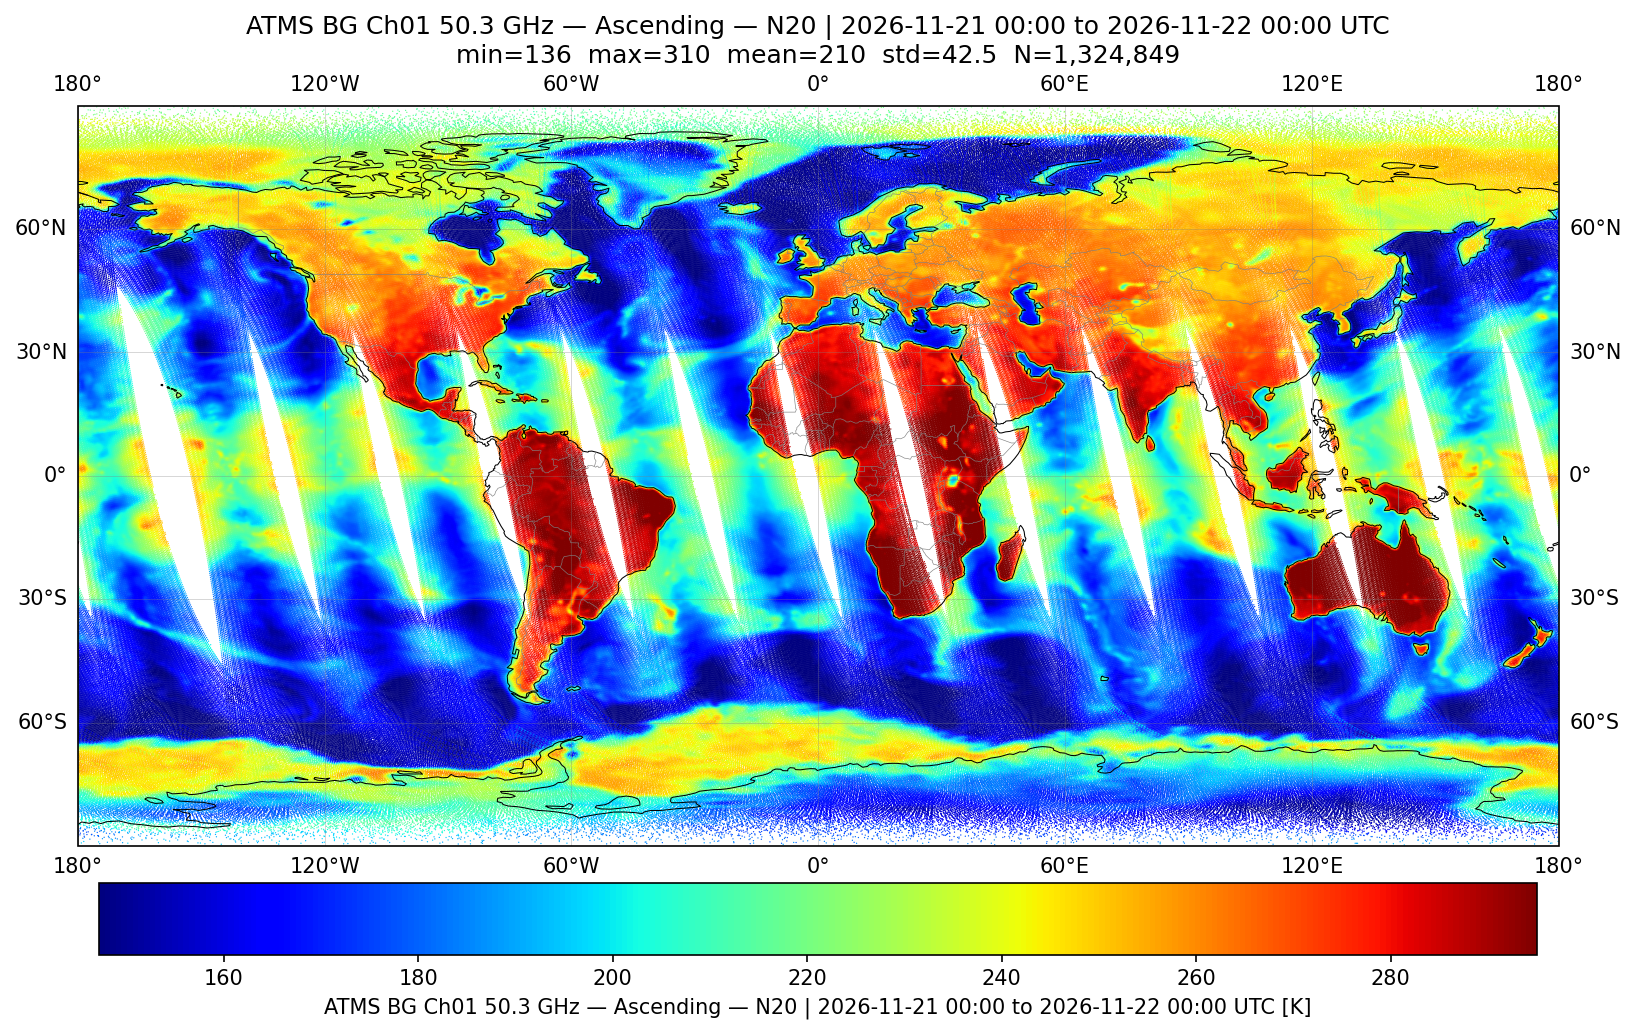 ATMS BG Ch01 50.3 GHz — Ascending — N20 | 2026-11-21 00:00 to 2026-11-22 00:00 UTC
min=136  max=310  mean=210  std=42.5  N=1,324,849
180° 120°W 60°W 0° 60°E 120°E 180°
60°N 60°N
30°N 30°N
0° 0°
30°S 30°S
60°S 60°S
180° 120°W 60°W 0° 60°E 120°E 180°
160 180 200 220 240 260 280
ATMS BG Ch01 50.3 GHz — Ascending — N20 | 2026-11-21 00:00 to 2026-11-22 00:00 UTC [K]